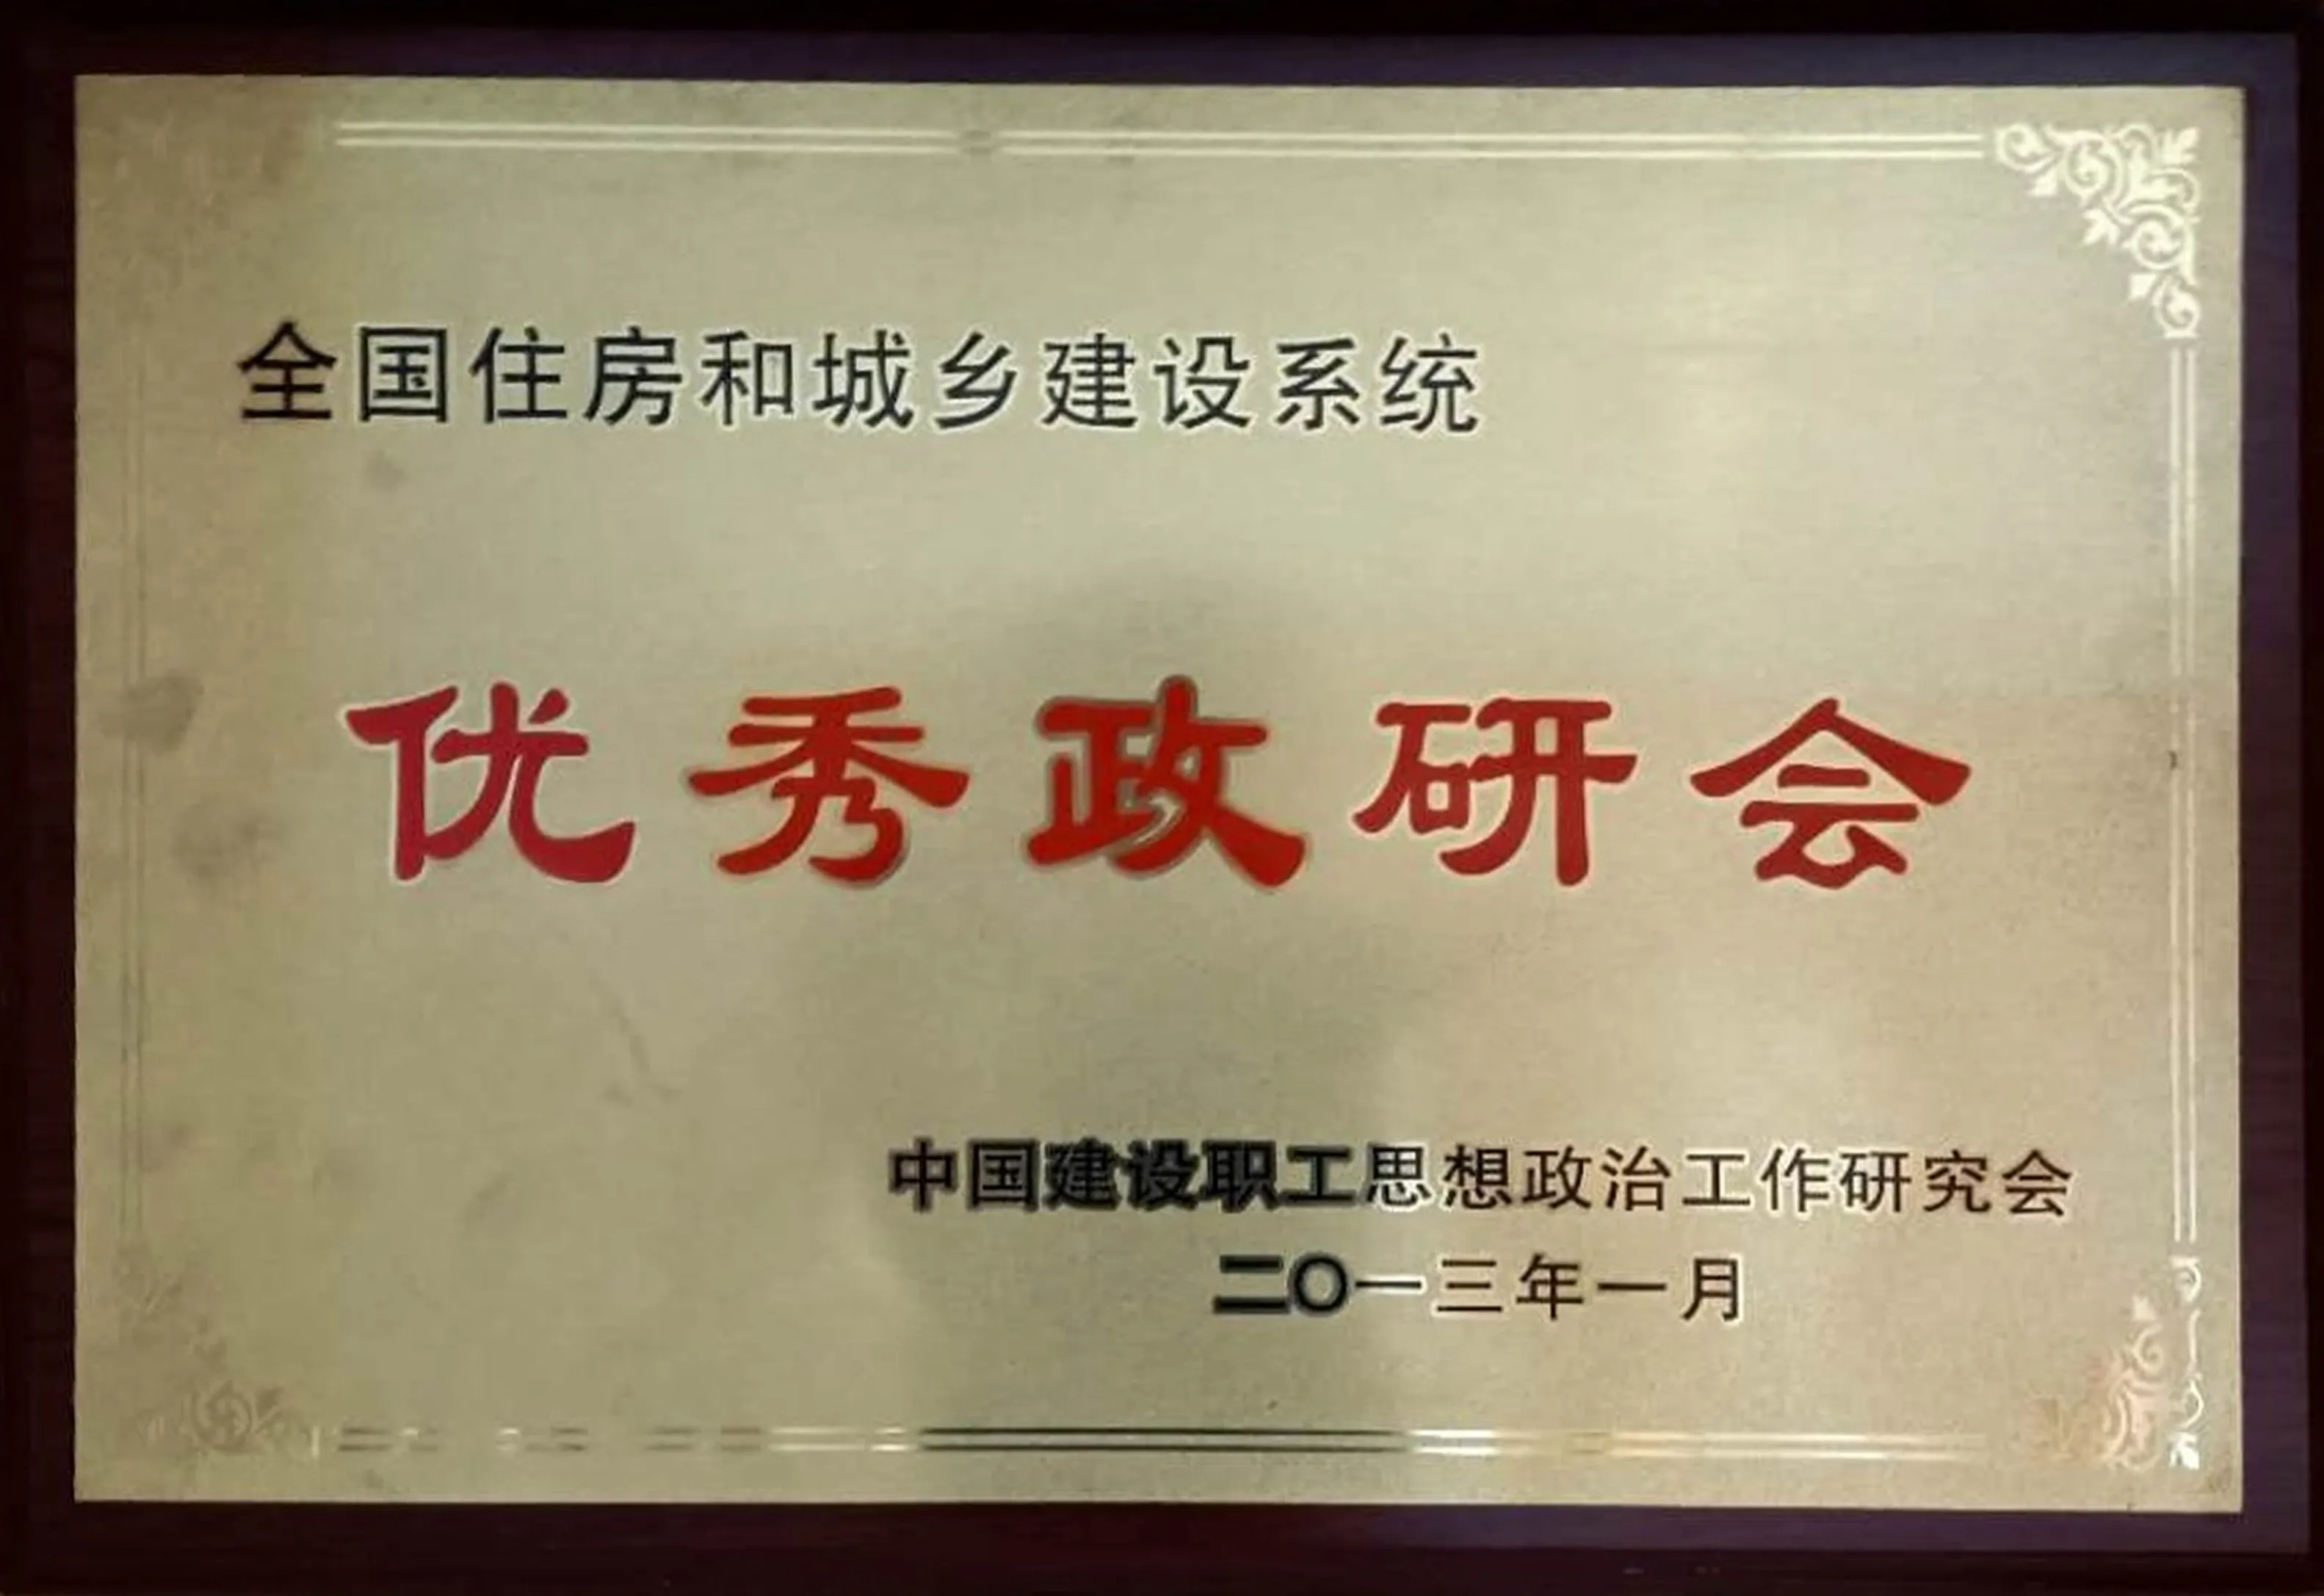 全国住房和城乡建设系统
优秀政研会
中国建设职工思想政治工作研究会
二〇一三年一月